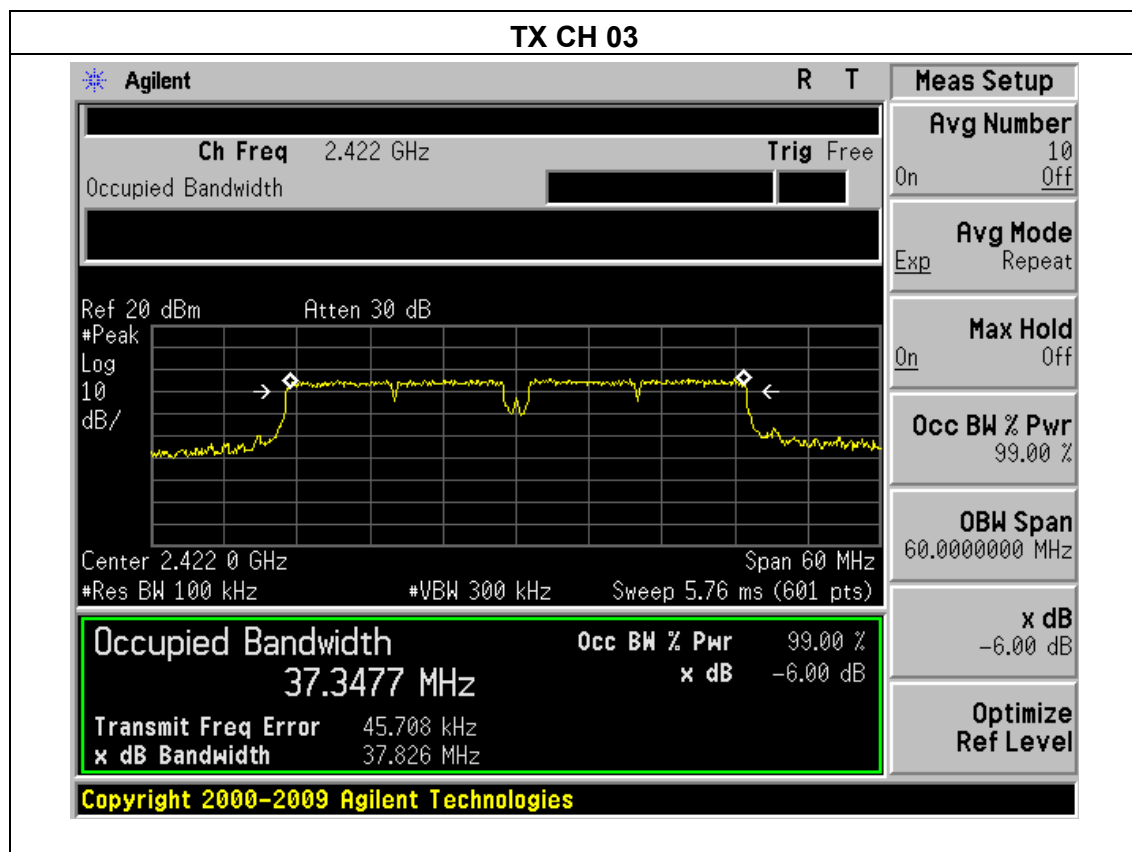 TX CH 03
Agilent R T
Ch Freq 2.422 GHz Trig Free
Occupied Bandwidth
Ref 20 dBm Atten 30 dB
#Peak
Log
10
dB/
Center 2.422 0 GHz Span 60 MHz
#Res BW 100 kHz #VBW 300 kHz Sweep 5.76 ms (601 pts)
Occupied Bandwidth Occ BW % Pwr 99.00 %
37.3477 MHz x dB -6.00 dB
Transmit Freq Error 45.708 kHz
x dB Bandwidth 37.826 MHz
Copyright 2000-2009 Agilent Technologies
Meas Setup
Avg Number
10
On Off
Avg Mode
Exp Repeat
Max Hold
On Off
Occ BW % Pwr
99.00 %
OBW Span
60.0000000 MHz
x dB
-6.00 dB
Optimize
Ref Level